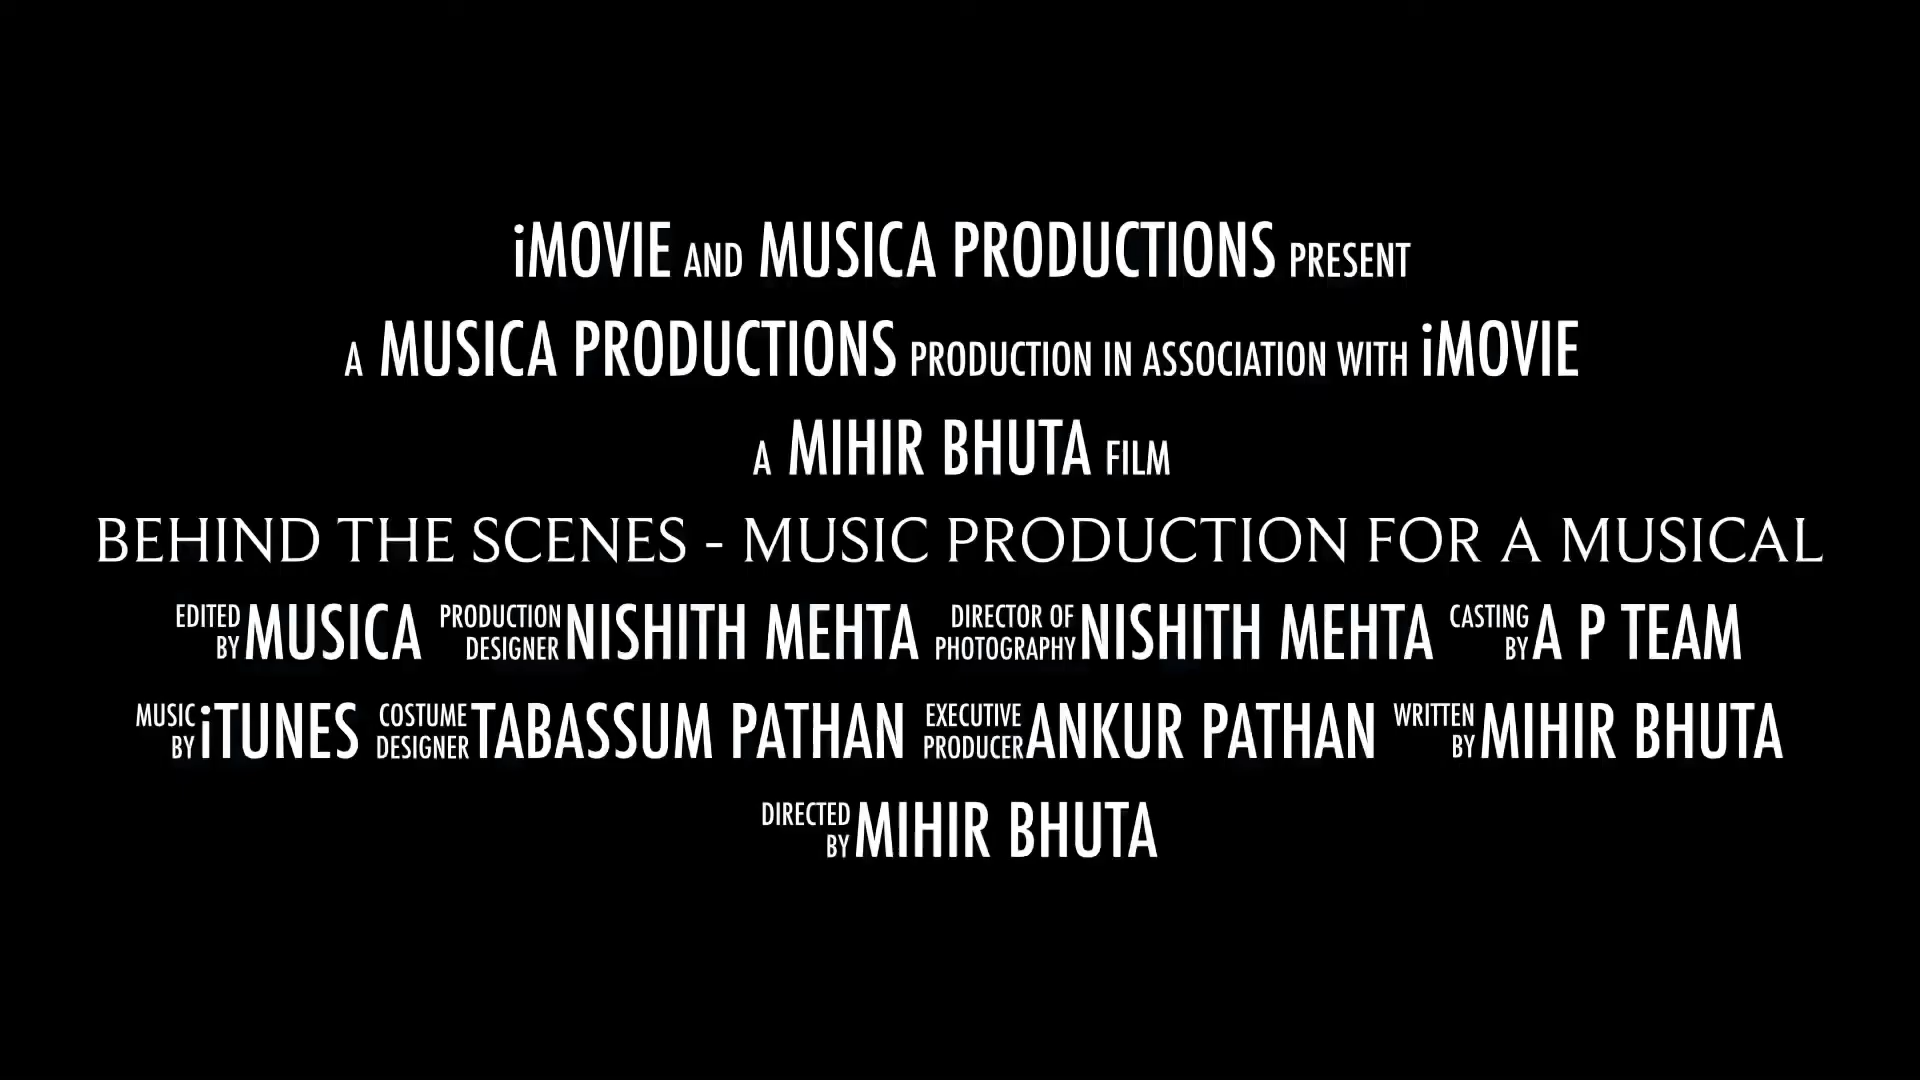 iMOVIE AND MUSICA PRODUCTIONS PRESENT
A MUSICA PRODUCTIONS PRODUCTION IN ASSOCIATION WITH iMOVIE
A MIHIR BHUTA FILM
BEHIND THE SCENES - MUSIC PRODUCTION FOR A MUSICAL
EDITED BY MUSICA PRODUCTION DESIGNER NISHITH MEHTA DIRECTOR OF PHOTOGRAPHY NISHITH MEHTA CASTING BY A P TEAM
MUSIC BY iTUNES COSTUME DESIGNER TABASSUM PATHAN EXECUTIVE PRODUCER ANKUR PATHAN WRITTEN BY MIHIR BHUTA
DIRECTED BY MIHIR BHUTA